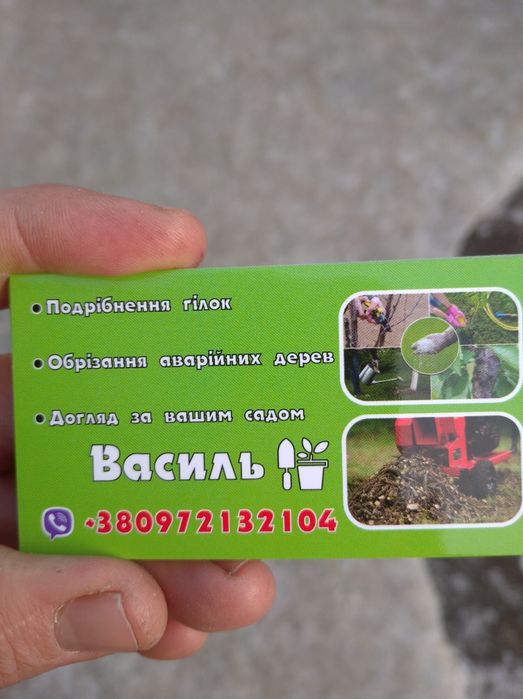 • Подрібнення гілок
• Обрізання аварійних дерев
• Догляд за вашим садом
Василь
+380972132104